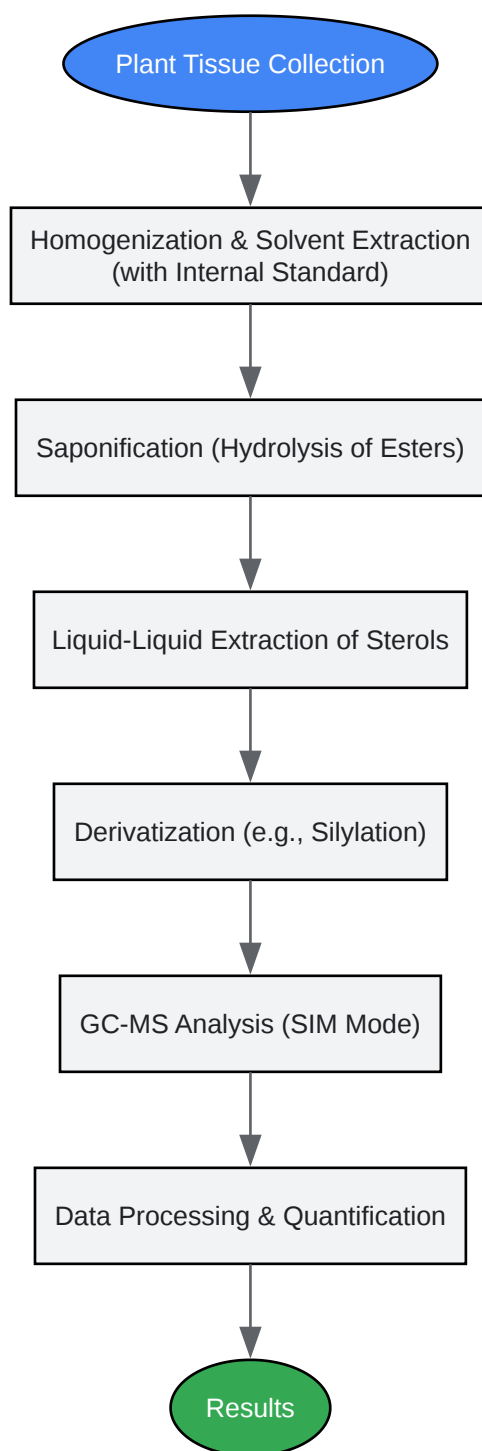 Plant Tissue Collection
Homogenization & Solvent Extraction
(with Internal Standard)
Saponification (Hydrolysis of Esters)
Liquid-Liquid Extraction of Sterols
Derivatization (e.g., Silylation)
GC-MS Analysis (SIM Mode)
Data Processing & Quantification
Results